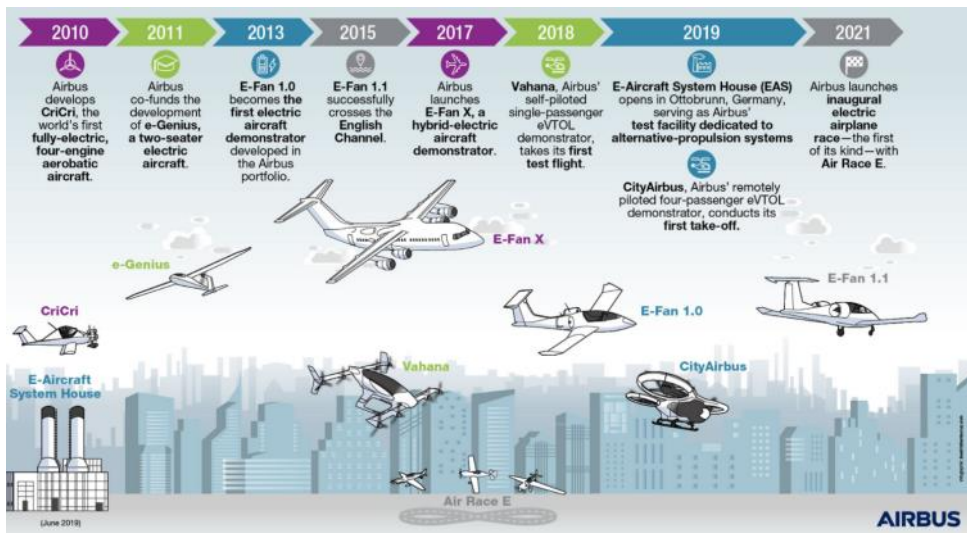 2010
2011
2013
2015
2017
2018
2019
2021
Airbus
develops
CriCri, the
world's first
fully-electric,
four-engine
aerobatic
aircraft.
Airbus
co-funds the
development
of e-Genius,
a two-seater
electric
aircraft.
E-Fan 1.0
becomes the
first electric
aircraft
demonstrator
developed in
the Airbus
portfolio.
E-Fan 1.1
successfully
crosses the
English
Channel.
Airbus
launches
E-Fan X, a
hybrid-electric
aircraft
demonstrator.
Vahana, Airbus'
self-piloted
single-passenger
eVTOL
demonstrator,
takes its first
test flight.
E-Aircraft System House (EAS)
opens in Ottobrunn, Germany,
serving as Airbus'
test facility dedicated to
alternative-propulsion systems
CityAirbus, Airbus' remotely
piloted four-passenger eVTOL
demonstrator, conducts its
first take-off.
Airbus launches
inaugural
electric
airplane
race—the first
of its kind—with
Air Race E.
E-Fan X
e-Genius
E-Fan 1.1
CriCri
E-Fan 1.0
Vahana
CityAirbus
E-Aircraft
System House
Air Race E
(June 2019)
AIRBUS